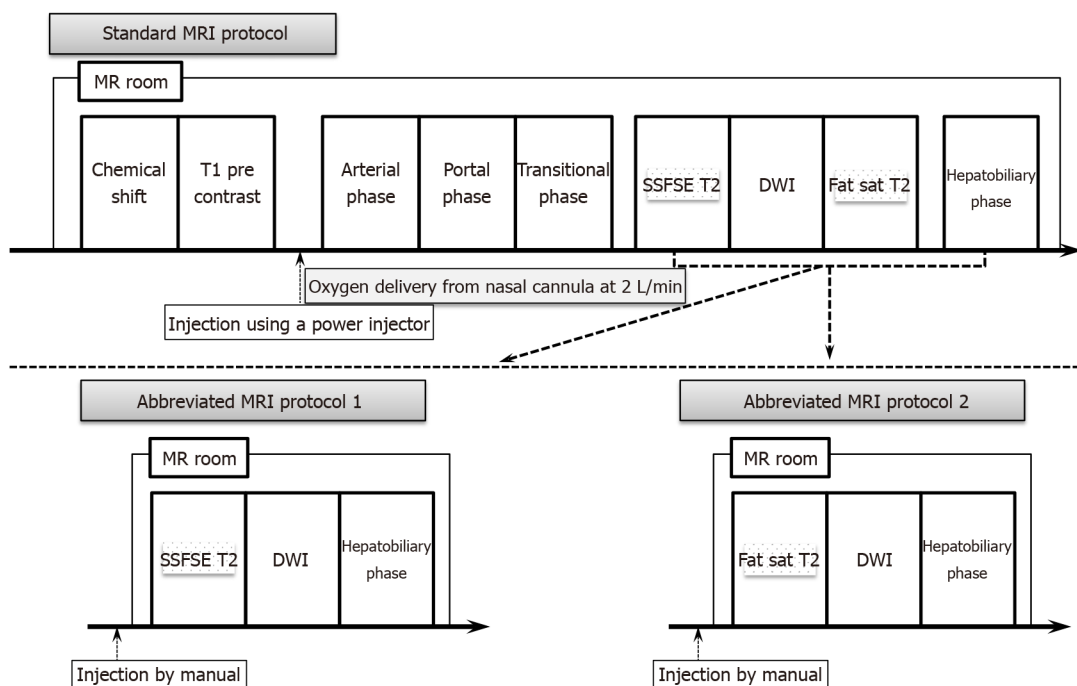 Standard MRI protocol
MR room
Chemical
shift
T1 pre
contrast
Arterial
phase
Portal
phase
Transitional
phase
SSFSE T2
DWI
Fat sat T2
Hepatobiliary
phase
Oxygen delivery from nasal cannula at 2 L/min
Injection using a power injector
Abbreviated MRI protocol 1
MR room
SSFSE T2
DWI
Hepatobiliary
phase
Injection by manual
Abbreviated MRI protocol 2
MR room
Fat sat T2
DWI
Hepatobiliary
phase
Injection by manual